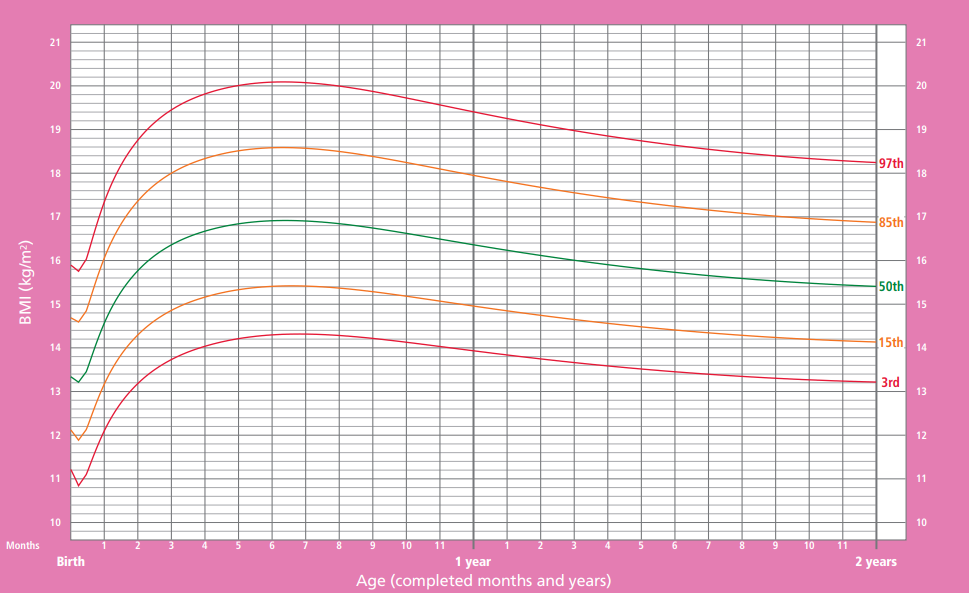 21 21
20 20
19 19
97th
18 18
85th
17 17
BMI (kg/m²)
16 16
50th
15 15
15th
14 14
3rd
13 13
12 12
11 11
10 10
Months 1 2 3 4 5 6 7 8 9 10 11 1 2 3 4 5 6 7 8 9 10 11
Birth 1 year 2 years
Age (completed months and years)